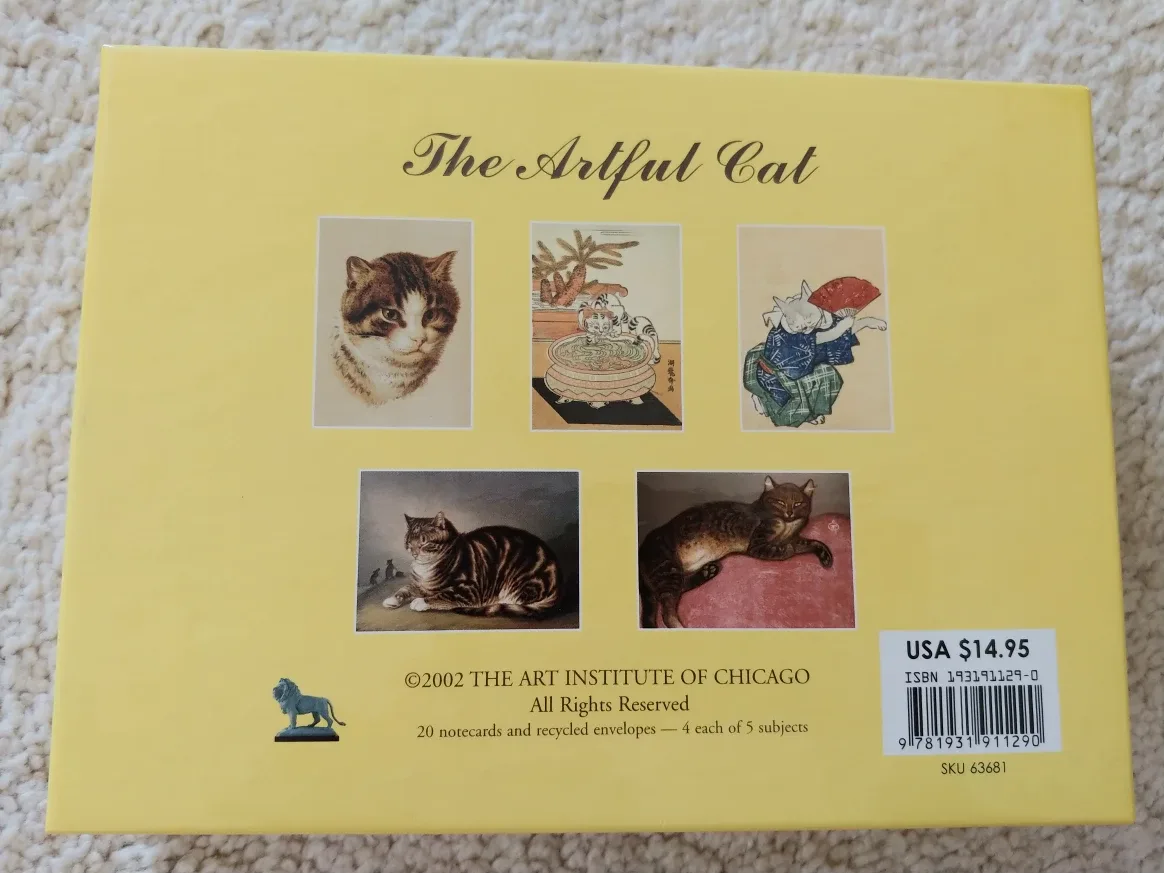 The Artful Cat
©2002 THE ART INSTITUTE OF CHICAGO
All Rights Reserved
20 notecards and recycled envelopes — 4 each of 5 subjects
USA $14.95
ISBN 193191129-0
9 781931 911290
SKU 63681